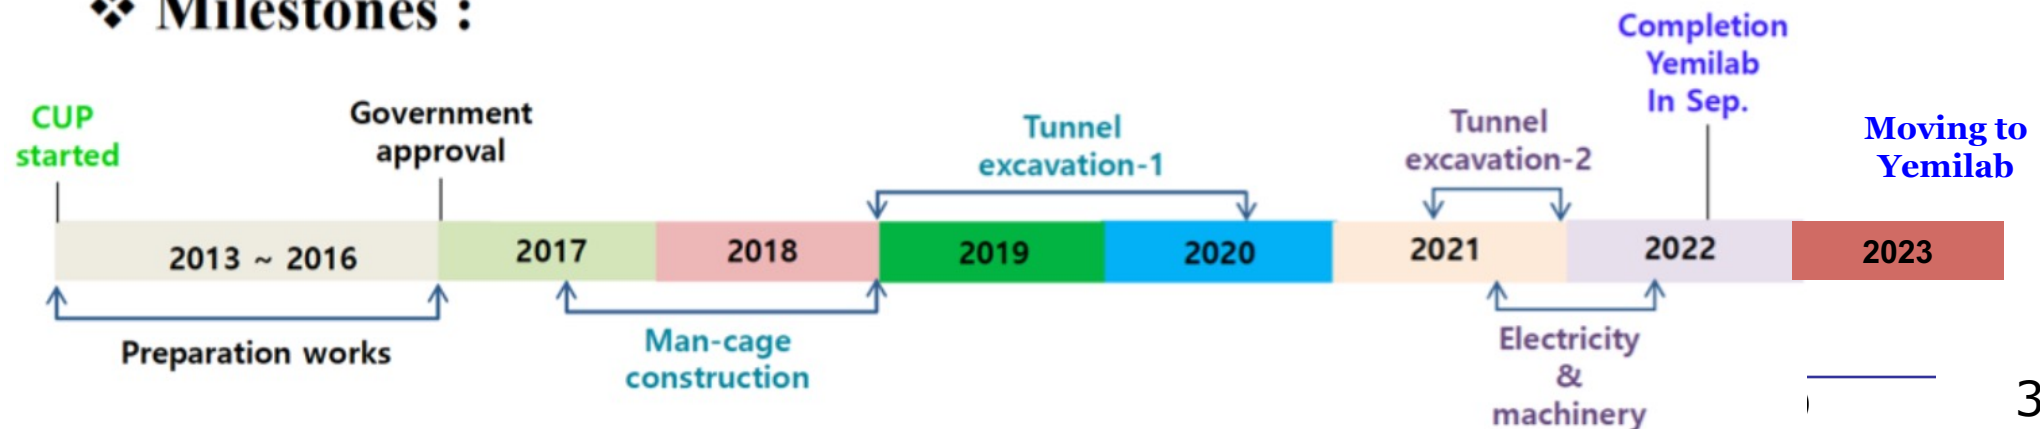 ❖ Milestones :
Completion
Yemilab
In Sep.
CUP
started
Government
approval
Tunnel
excavation-1
Tunnel
excavation-2
Moving to
Yemilab
2013 ~ 2016
2017
2018
2019
2020
2021
2022
2023
Preparation works
Man-cage
construction
Electricity
&
machinery
3